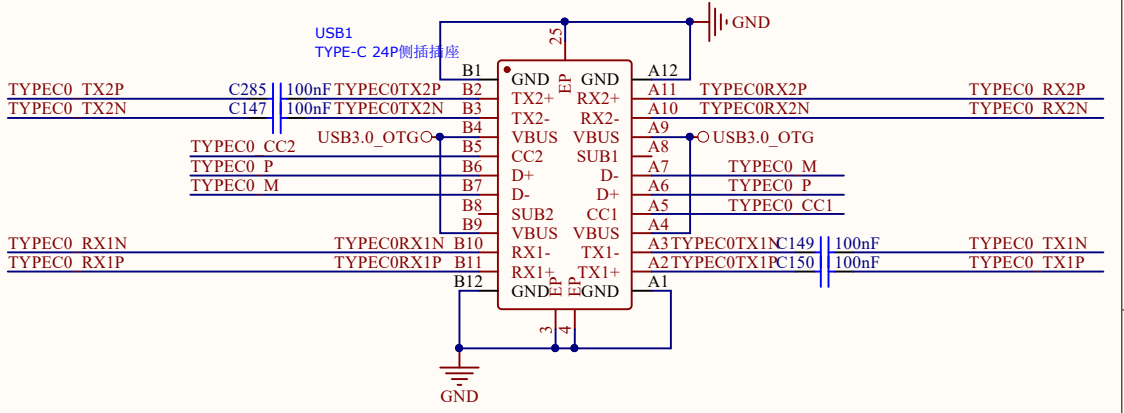 GND
USB1
TYPE-C 24P侧插插座
25
B1 GND EP GND A12
TYPEC0_TX2P C285 100nF TYPEC0TX2P B2 TX2+ RX2+ A11 TYPEC0RX2P TYPEC0_RX2P
TYPEC0_TX2N C147 100nF TYPEC0TX2N B3 TX2- RX2- A10 TYPEC0RX2N TYPEC0_RX2N
USB3.0_OTG B4 VBUS VBUS A9 USB3.0_OTG
TYPEC0_CC2 B5 CC2 SUB1 A8
TYPEC0_P B6 D+ D- A7 TYPEC0_M
TYPEC0_M B7 D- D+ A6 TYPEC0_P
B8 SUB2 CC1 A5 TYPEC0_CC1
B9 VBUS VBUS A4
TYPEC0_RX1N TYPEC0RX1N B10 RX1- TX1- A3 TYPEC0TX1N C149 100nF TYPEC0_TX1N
TYPEC0_RX1P TYPEC0RX1P B11 RX1+ TX1+ A2 TYPEC0TX1P C150 100nF TYPEC0_TX1P
B12 GND EP EP GND A1
3 4
GND